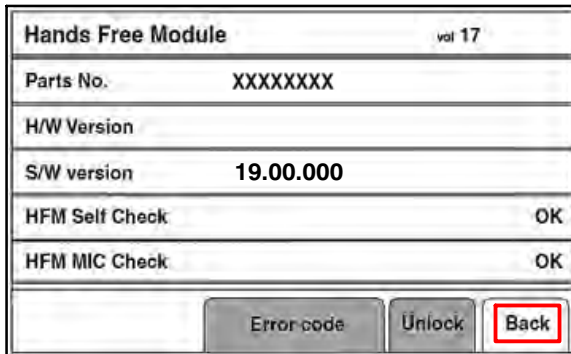 Hands Free Module vol 17
Parts No. XXXXXXXX
H/W Version
S/W version 19.00.000
HFM Self Check OK
HFM MIC Check OK
Error code Unlock Back